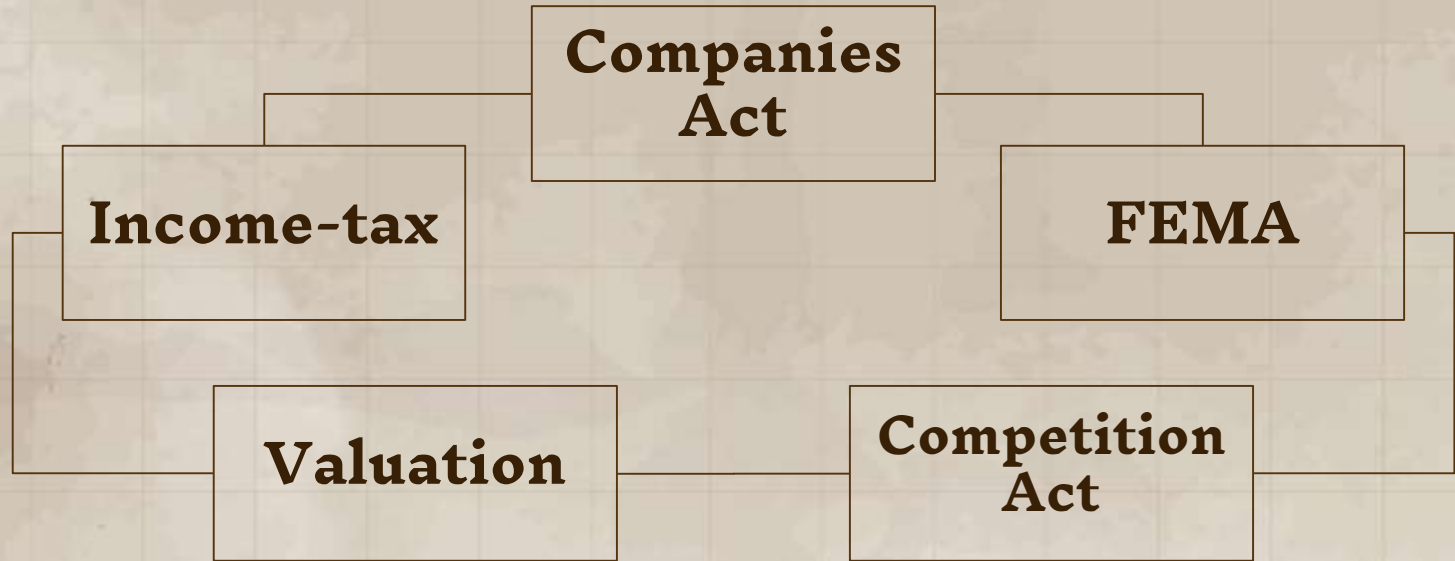 Companies
Act
Income-tax
FEMA
Valuation
Competition
Act